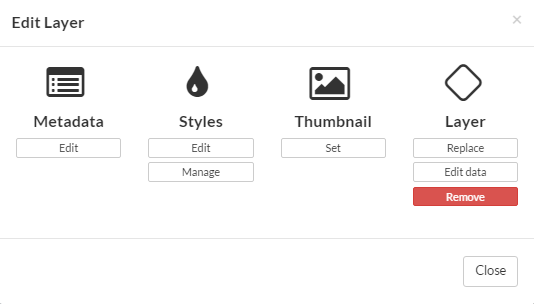 Edit Layer
×
Metadata
Styles
Thumbnail
Layer
Edit
Edit
Set
Replace
Manage
Edit data
Remove
Close